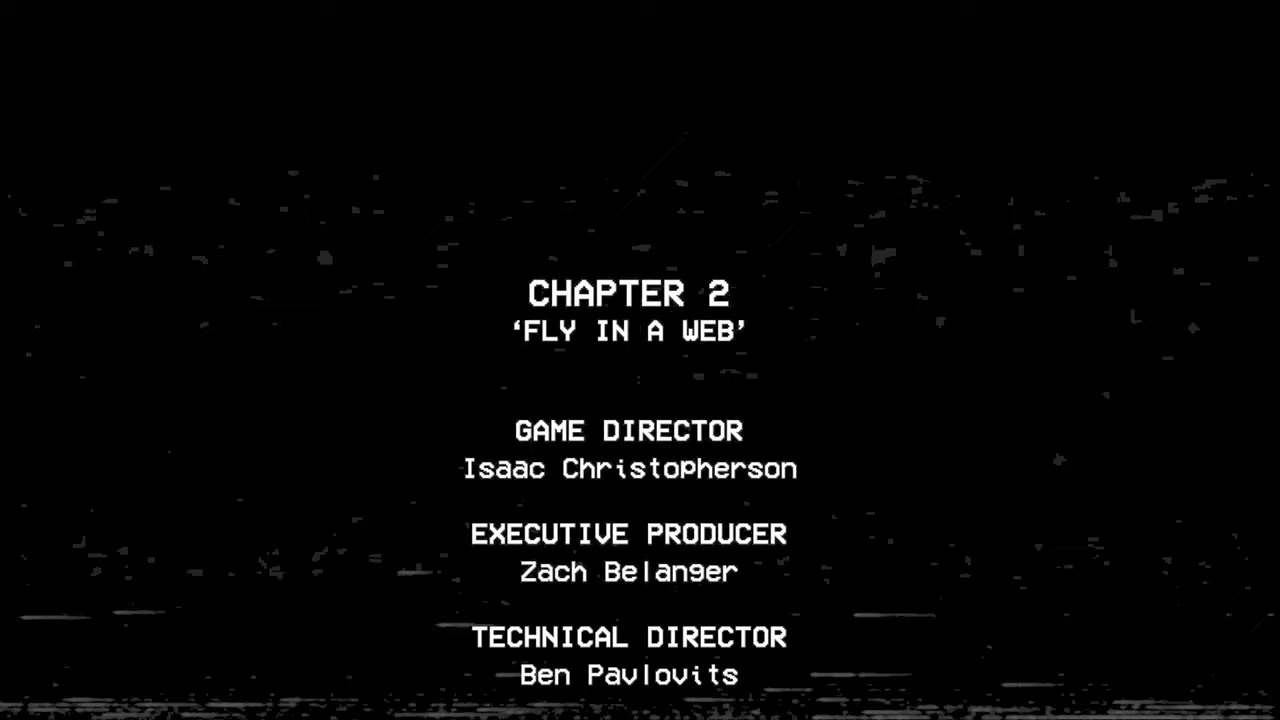 CHAPTER 2
‘FLY IN A WEB’
GAME DIRECTOR
Isaac Christopherson
EXECUTIVE PRODUCER
Zach Belanger
TECHNICAL DIRECTOR
Ben Pavlovits